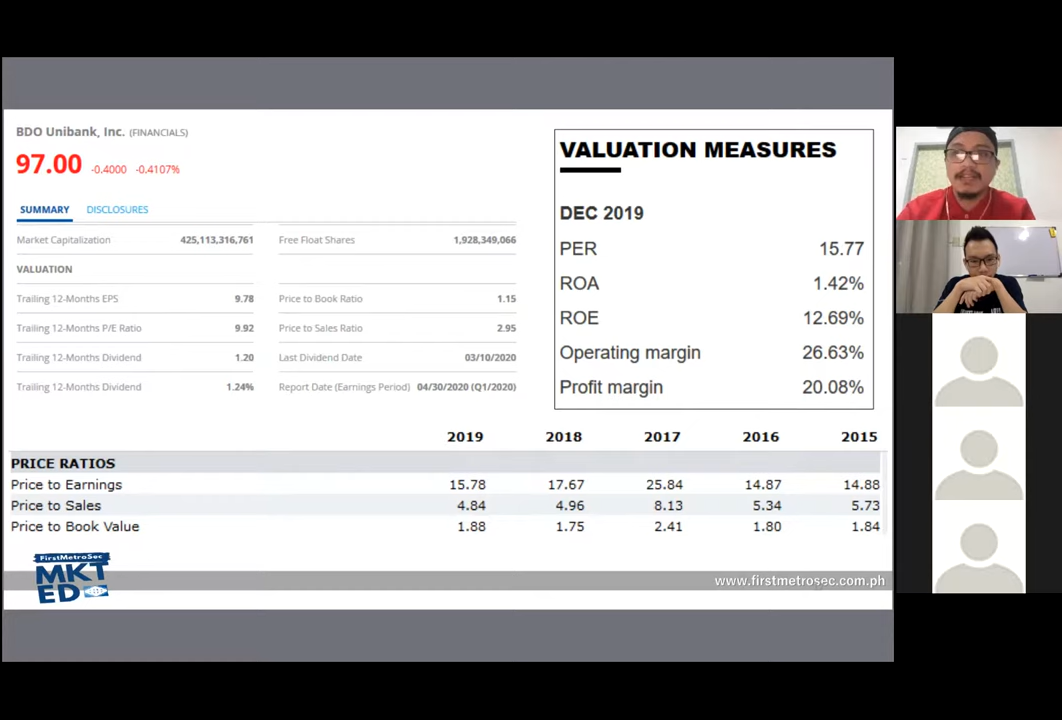 BDO Unibank, Inc. (FINANCIALS)
97.00 -0.4000 -0.4107%
SUMMARY DISCLOSURES
Market Capitalization 425,113,316,761 Free Float Shares 1,928,349,066
VALUATION
Trailing 12-Months EPS 9.78 Price to Book Ratio 1.15
Trailing 12-Months P/E Ratio 9.92 Price to Sales Ratio 2.95
Trailing 12-Months Dividend 1.20 Last Dividend Date 03/10/2020
Trailing 12-Months Dividend 1.24% Report Date (Earnings Period) 04/30/2020 (Q1/2020)
VALUATION MEASURES
DEC 2019
PER 15.77
ROA 1.42%
ROE 12.69%
Operating margin 26.63%
Profit margin 20.08%
2019 2018 2017 2016 2015
PRICE RATIOS
Price to Earnings 15.78 17.67 25.84 14.87 14.88
Price to Sales 4.84 4.96 8.13 5.34 5.73
Price to Book Value 1.88 1.75 2.41 1.80 1.84
FirstMetroSec
MKT
ED
www.firstmetrosec.com.ph